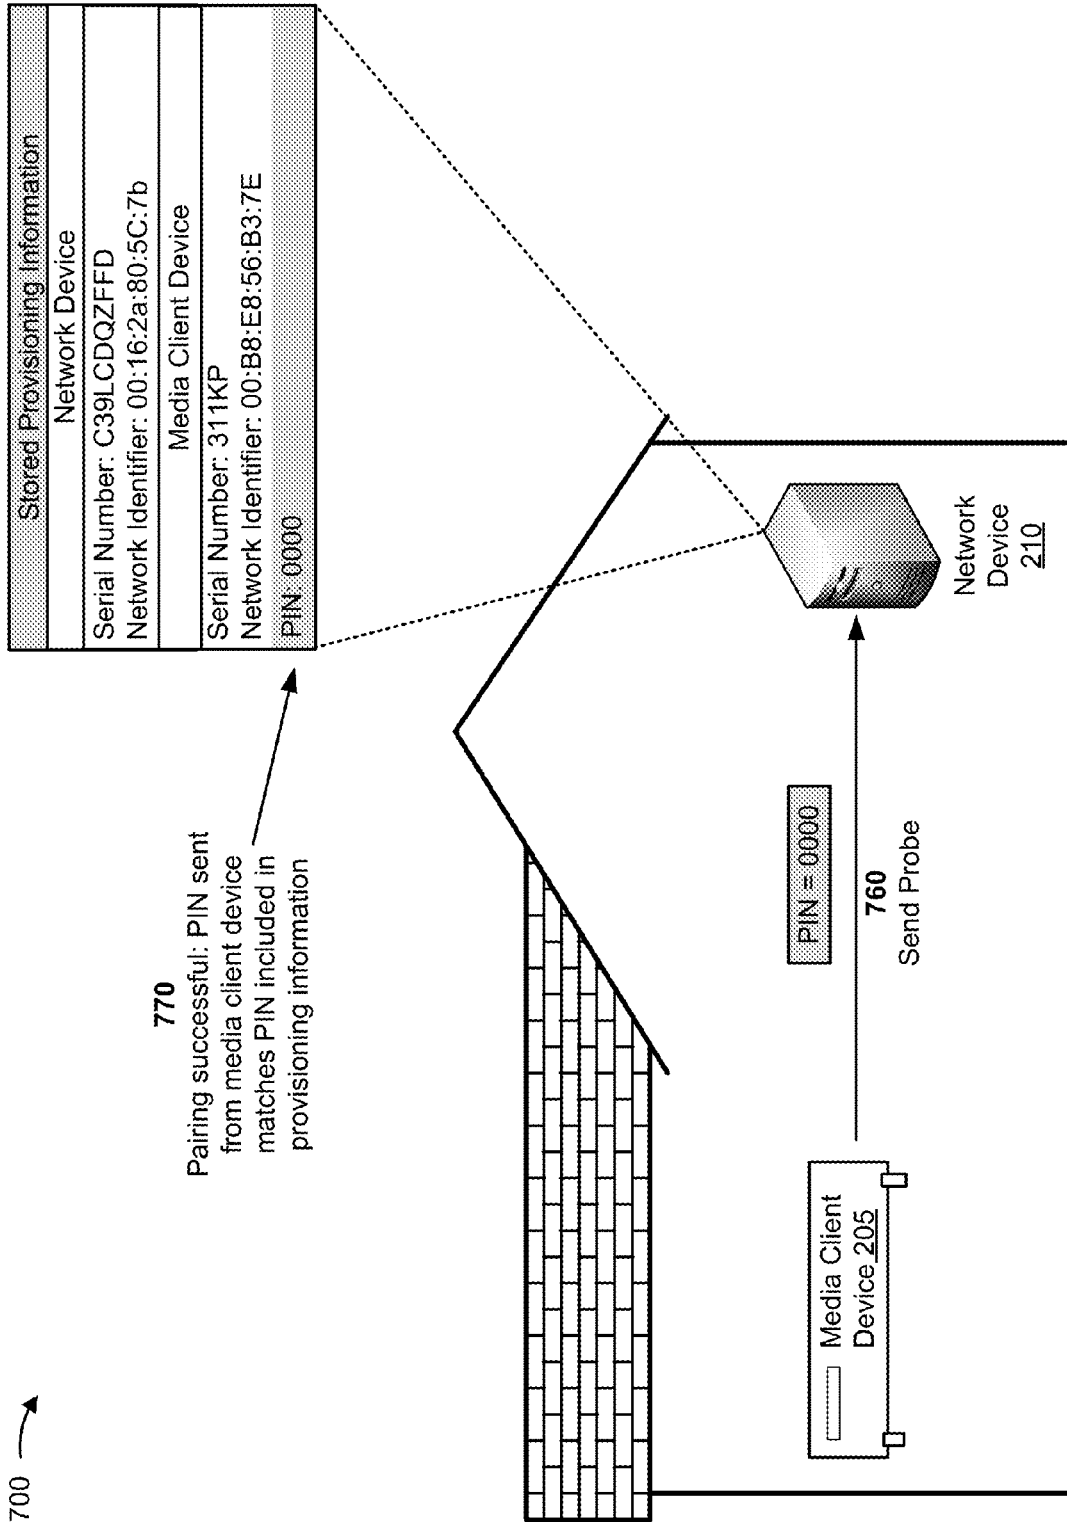 700
Stored Provisioning Information
Network Device
Serial Number: C39LCDQZFFD
Network Identifier: 00:16:2a:80:5C:7b
Media Client Device
Serial Number: 311KP
Network Identifier: 00:B8:E8:56:B3:7E
PIN 0000
770
Pairing successful: PIN sent
from media client device
matches PIN included in
provisioning information
PIN = 0000
760
Send Probe
Media Client
Device 205
Network
Device
210